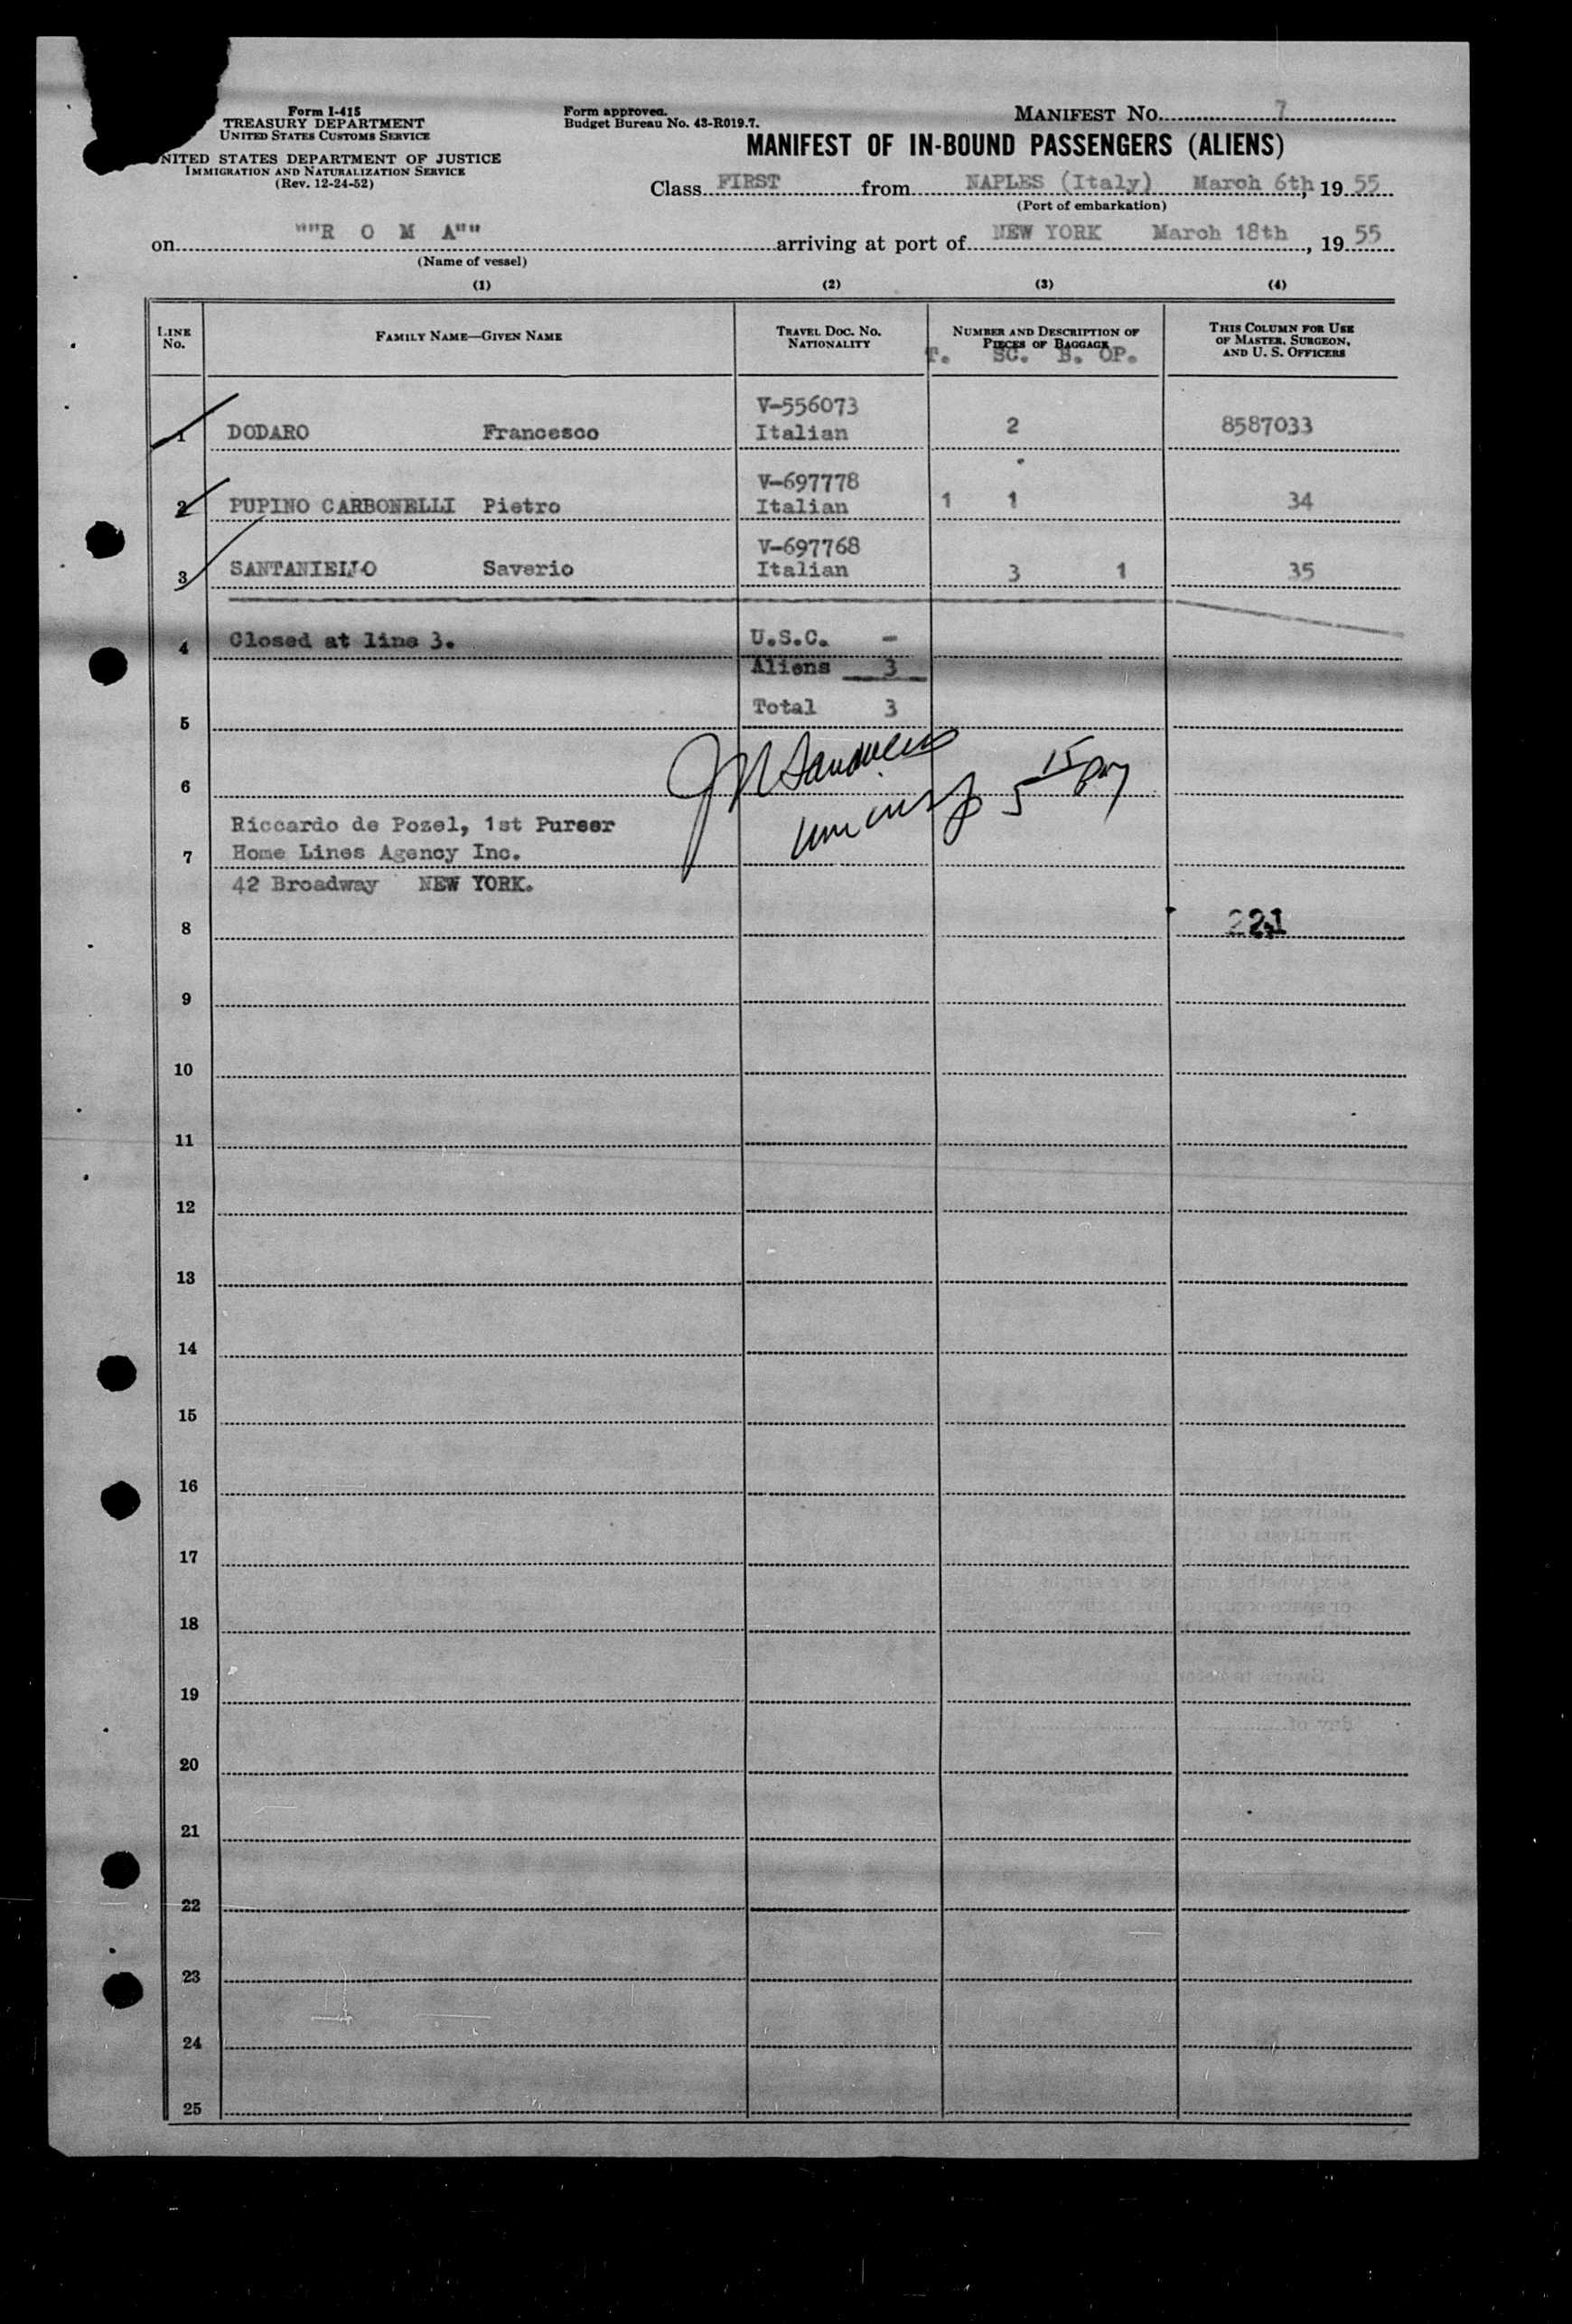 Form I-415
TREASURY DEPARTMENT
UNITED STATES CUSTOMS SERVICE
NITED STATES DEPARTMENT OF JUSTICE
IMMIGRATION AND NATURALIZATION SERVICE
(Rev. 12-24-52)
Form approved.
Budget Bureau No. 43-R019.7.
MANIFEST NO. 7
MANIFEST OF IN-BOUND PASSENGERS (ALIENS)
Class FIRST from NAPLES (Italy) March 6th, 19 55
(Port of embarkation)
on ""R O M A"" arriving at port of NEW YORK March 18th, 19 55
(Name of vessel)
(1) (2) (3) (4)
LINE No. FAMILY NAME—GIVEN NAME TRAVEL DOC. NO. NATIONALITY NUMBER AND DESCRIPTION OF PIECES OF BAGGAGE THIS COLUMN FOR USE OF MASTER, SURGEON, AND U. S. OFFICERS
T. SC. B. OP.
V-556073
1 DODARO Francesco Italian 2 8587033
V-697778
2 PUPINO CARBONELLI Pietro Italian 1 1 34
V-697768
3 SANTANIELLO Saverio Italian 3 1 35
4 Closed at line 3. U.S.C. -
Aliens 3
5 Total 3
6 5 15 pm
Riccardo de Pozel, 1st Purser
7 Home Lines Agency Inc.
42 Broadway NEW YORK.
8 221
9
10
11
12
13
14
15
16
17
18
19
20
21
22
23
24
25